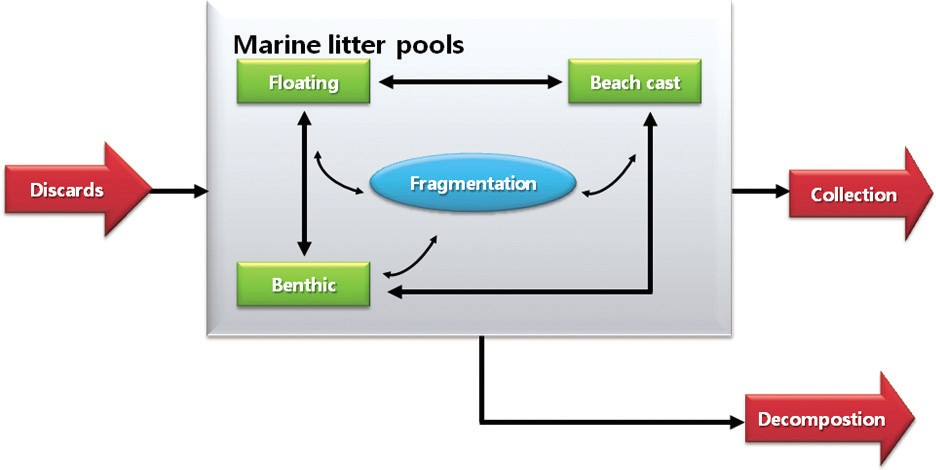 Marine litter pools
Floating
Beach cast
Discards
Fragmentation
Collection
Benthic
Decompostion